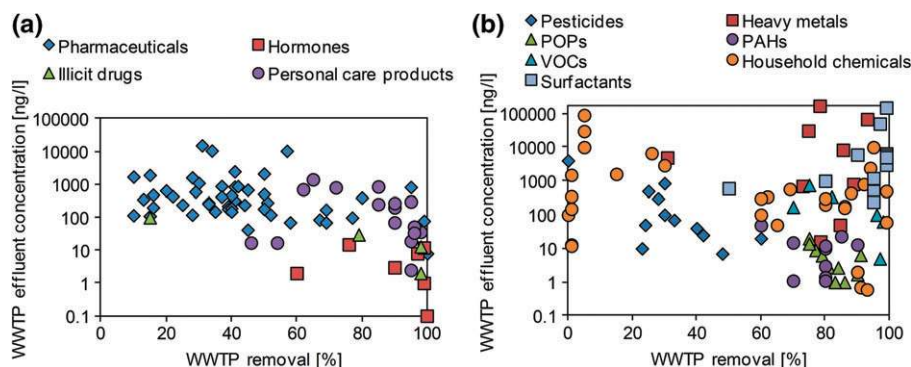 (a)
Pharmaceuticals Hormones
Illicit drugs Personal care products
WWTP effluent concentration [ng/l]
100000
10000
1000
100
10
1
0.1
0 20 40 60 80 100
WWTP removal [%]
(b)
Pesticides Heavy metals
POPs PAHs
VOCs Household chemicals
Surfactants
WWTP effluent concentration [ng/l]
100000
10000
1000
100
10
1
0.1
0 20 40 60 80 100
WWTP removal [%]